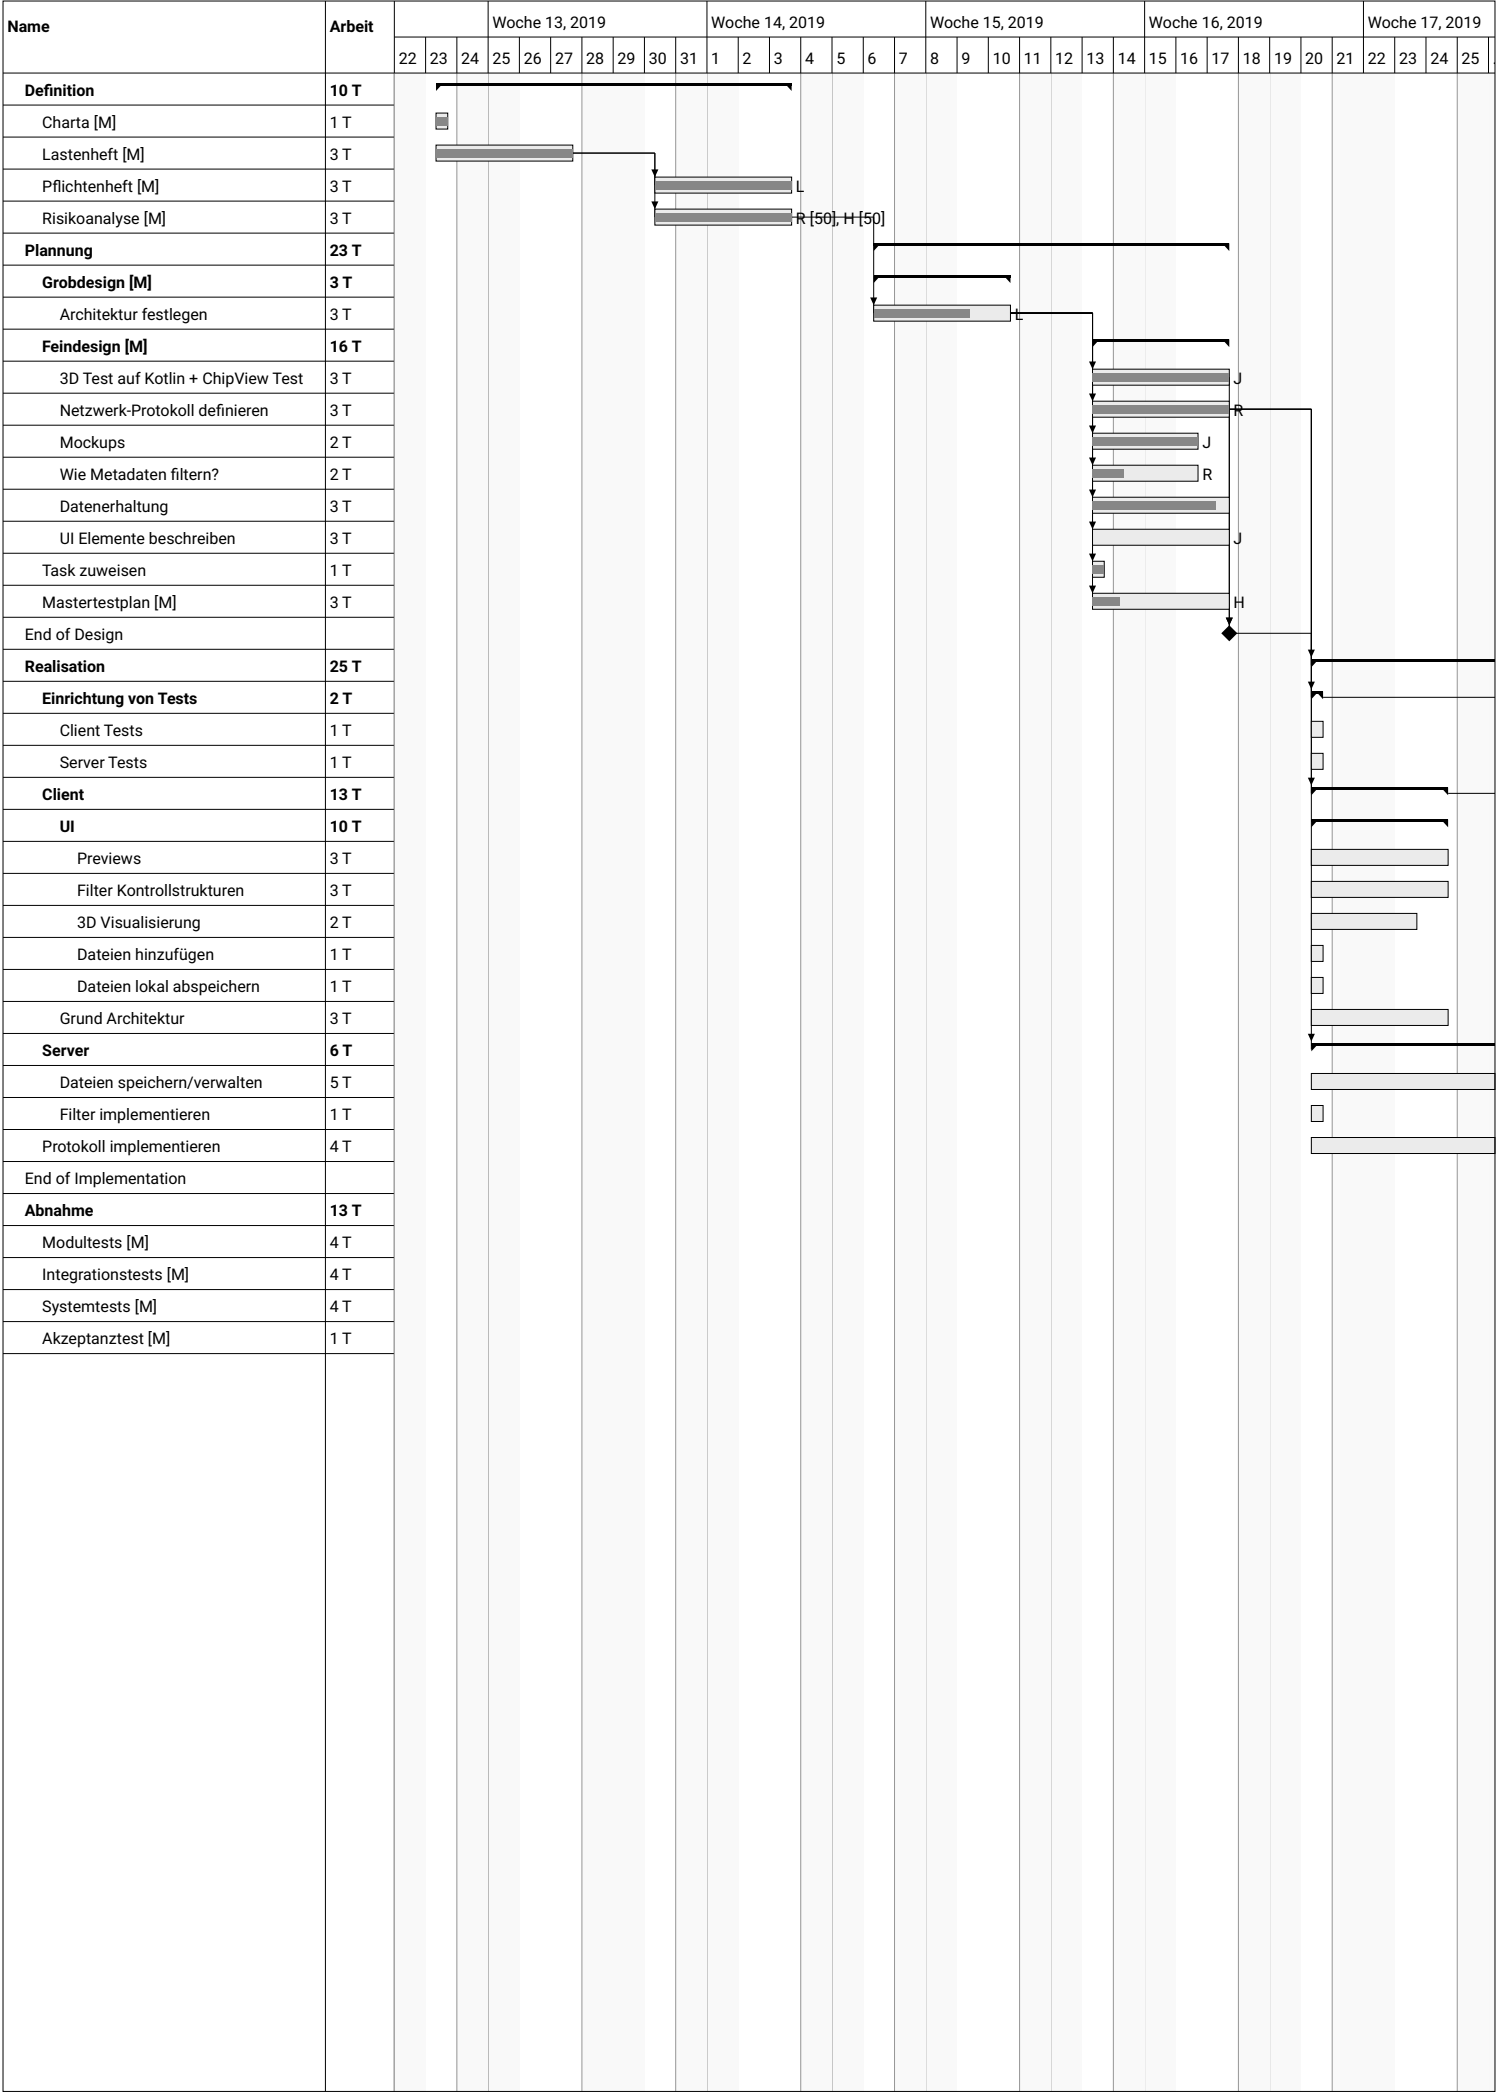 Name Arbeit Woche 13, 2019 Woche 14, 2019 Woche 15, 2019 Woche 16, 2019 Woche 17, 2019
22 23 24 25 26 27 28 29 30 31 1 2 3 4 5 6 7 8 9 10 11 12 13 14 15 16 17 18 19 20 21 22 23 24 25
Definition 10 T
Charta [M] 1 T
Lastenheft [M] 3 T
Pflichtenheft [M] 3 T L
Risikoanalyse [M] 3 T R [50], H [50]
Plannung 23 T
Grobdesign [M] 3 T
Architektur festlegen 3 T L
Feindesign [M] 16 T
3D Test auf Kotlin + ChipView Test 3 T J
Netzwerk-Protokoll definieren 3 T R
Mockups 2 T J
Wie Metadaten filtern? 2 T R
Datenerhaltung 3 T
UI Elemente beschreiben 3 T J
Task zuweisen 1 T
Mastertestplan [M] 3 T H
End of Design
Realisation 25 T
Einrichtung von Tests 2 T
Client Tests 1 T
Server Tests 1 T
Client 13 T
UI 10 T
Previews 3 T
Filter Kontrollstrukturen 3 T
3D Visualisierung 2 T
Dateien hinzufügen 1 T
Dateien lokal abspeichern 1 T
Grund Architektur 3 T
Server 6 T
Dateien speichern/verwalten 5 T
Filter implementieren 1 T
Protokoll implementieren 4 T
End of Implementation
Abnahme 13 T
Modultests [M] 4 T
Integrationstests [M] 4 T
Systemtests [M] 4 T
Akzeptanztest [M] 1 T